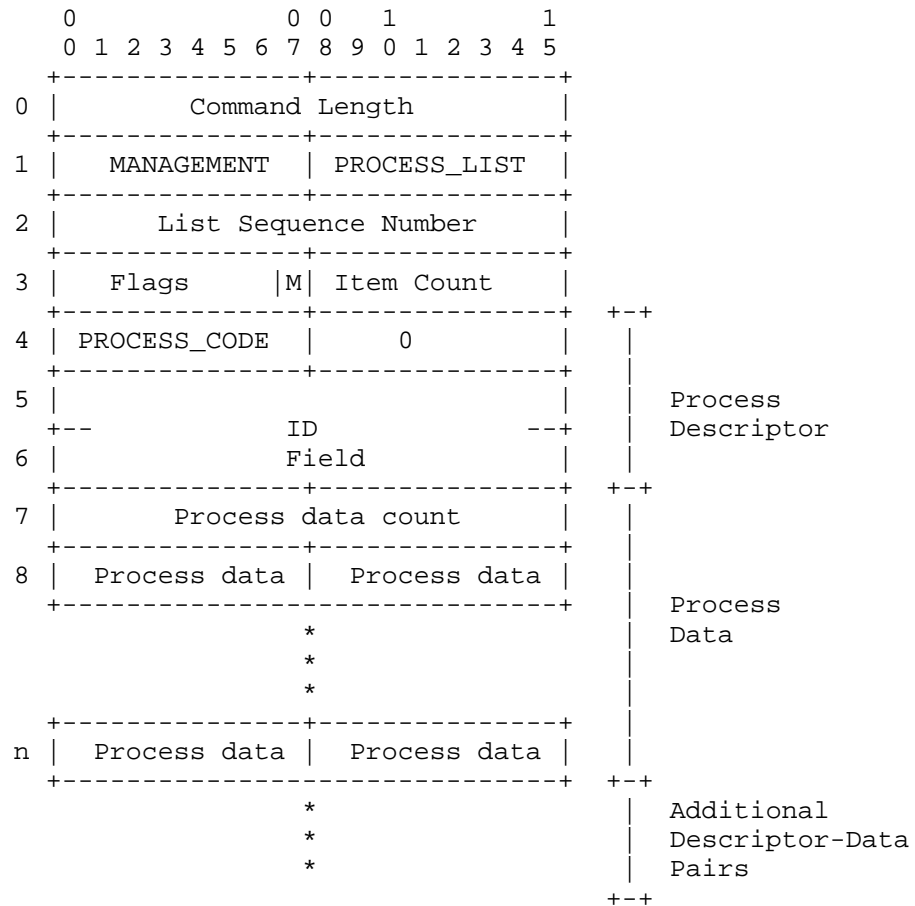 0 0 0 1 1
0 1 2 3 4 5 6 7 8 9 0 1 2 3 4 5
+---------------+---------------+
0 | Command Length |
+---------------+---------------+
1 | MANAGEMENT | PROCESS_LIST |
+---------------+---------------+
2 | List Sequence Number |
+---------------+---------------+
3 | Flags |M| Item Count |
+---------------+---------------+ +-+
4 | PROCESS_CODE | 0 | |
+---------------+---------------+ |
5 | | | Process
+-- ID --+ | Descriptor
6 | Field | |
+---------------+---------------+ +-+
7 | Process data count | |
+---------------+---------------+ |
8 | Process data | Process data | |
+-------------------------------+ | Process
* | Data
* |
* |
+---------------+---------------+ |
n | Process data | Process data | |
+-------------------------------+ +-+
* | Additional
* | Descriptor-Data
* | Pairs
+-+